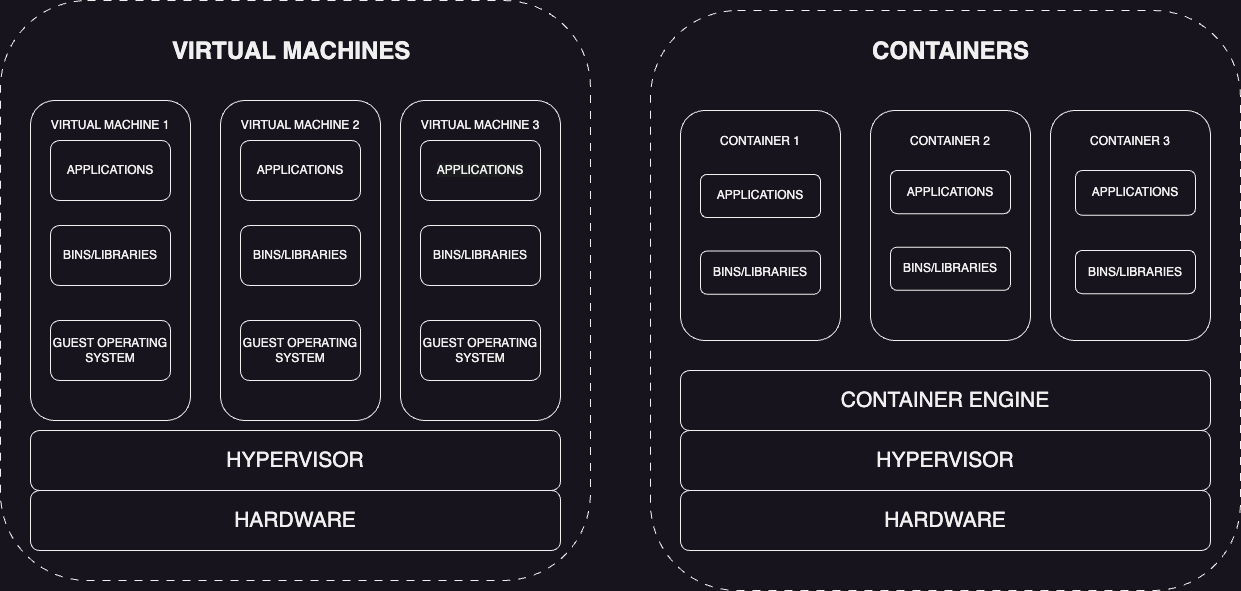 VIRTUAL MACHINES
VIRTUAL MACHINE 1
APPLICATIONS
BINS/LIBRARIES
GUEST OPERATING
SYSTEM
VIRTUAL MACHINE 2
APPLICATIONS
BINS/LIBRARIES
GUEST OPERATING
SYSTEM
VIRTUAL MACHINE 3
APPLICATIONS
BINS/LIBRARIES
GUEST OPERATING
SYSTEM
HYPERVISOR
HARDWARE
CONTAINERS
CONTAINER 1
APPLICATIONS
BINS/LIBRARIES
CONTAINER 2
APPLICATIONS
BINS/LIBRARIES
CONTAINER 3
APPLICATIONS
BINS/LIBRARIES
CONTAINER ENGINE
HYPERVISOR
HARDWARE